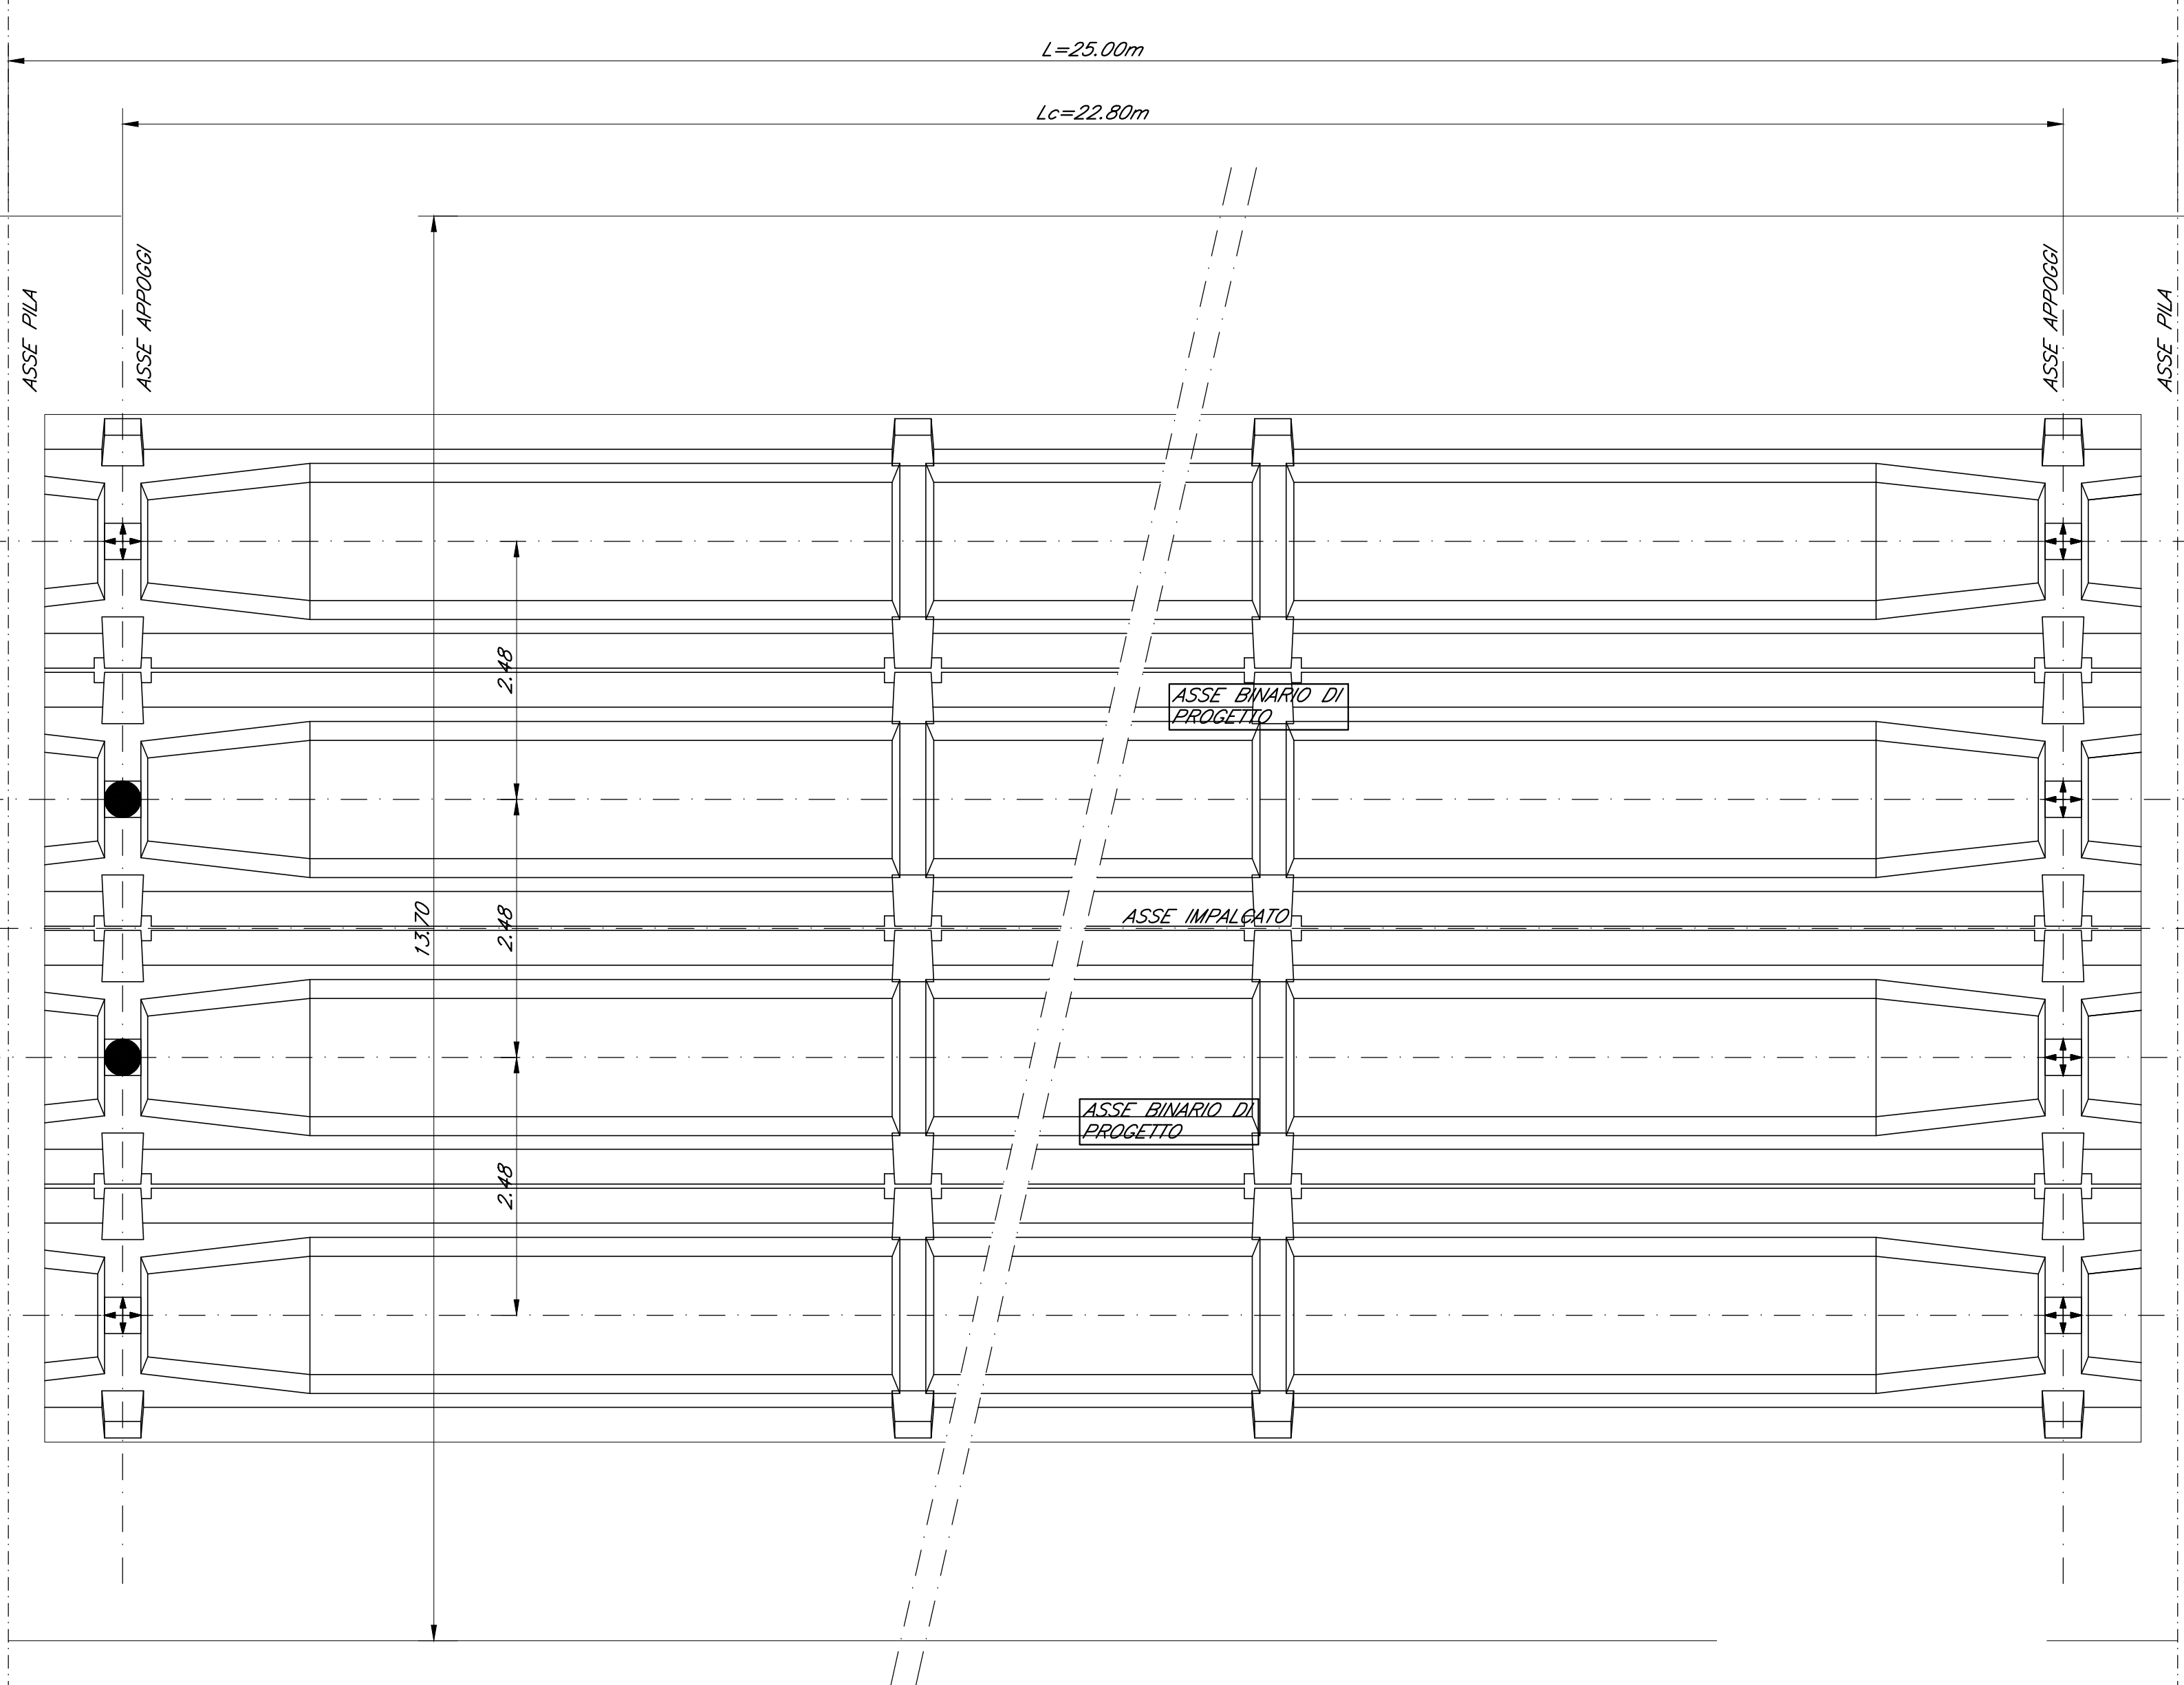 L=25.00m
Lc=22.80m
ASSE PILA
ASSE APPOGGI
ASSE APPOGGI
ASSE PILA
2.48
ASSE BINARIO DI
PROGETTO
13.70
2.48
ASSE IMPALCATO
ASSE BINARIO DI
PROGETTO
2.48